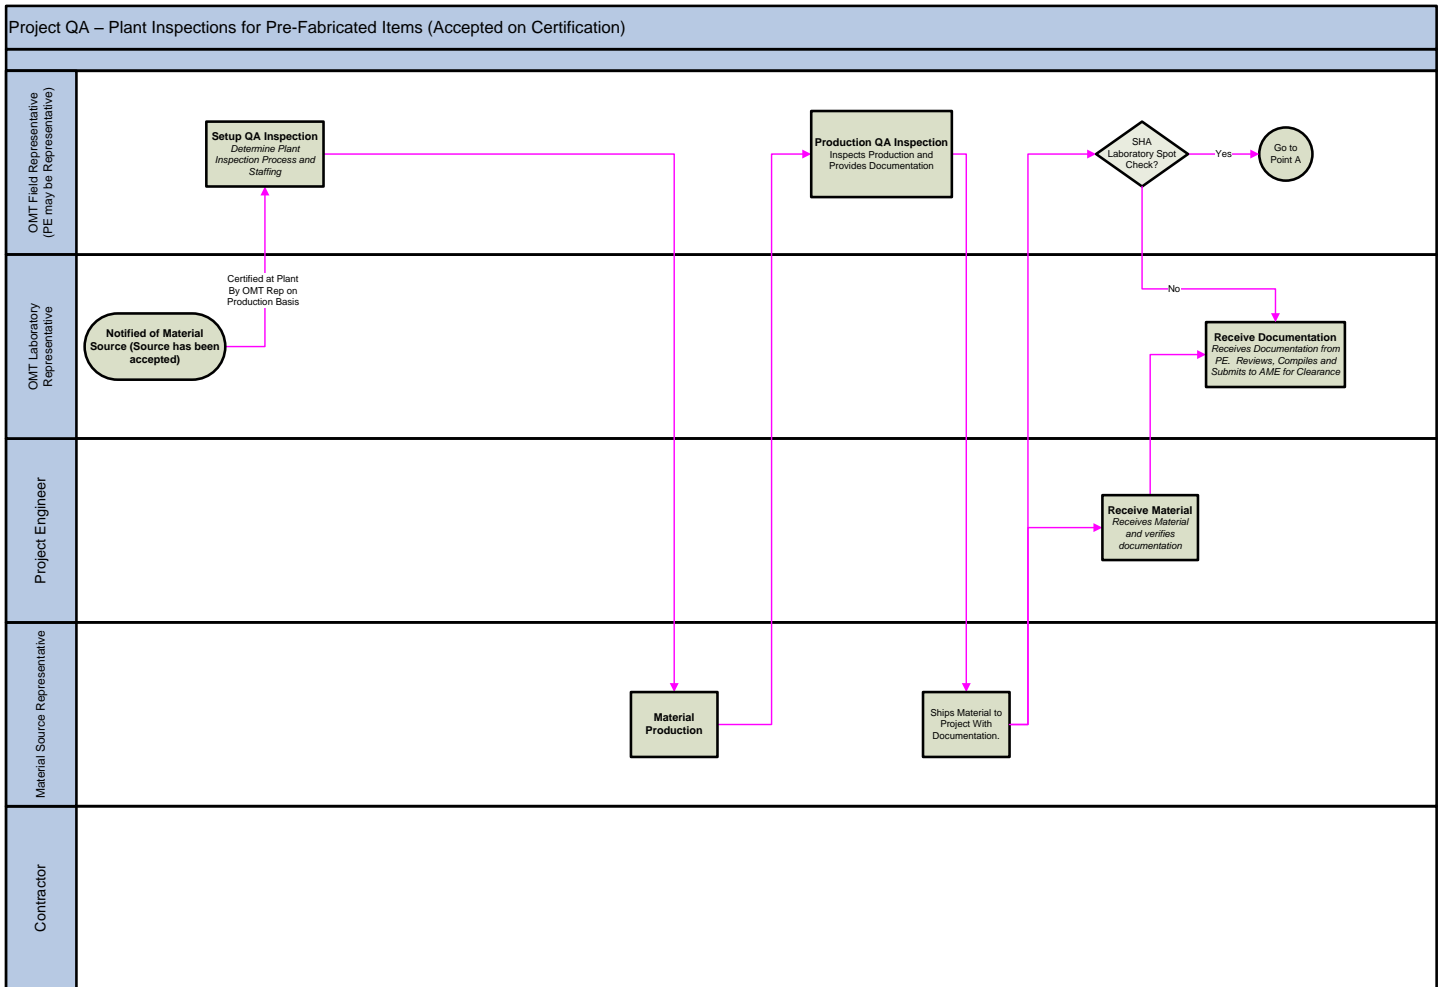 Project QA – Plant Inspections for Pre-Fabricated Items (Accepted on Certification)
OMT Field Representative
(PE may be Representative)
Setup QA Inspection
Determine Plant
Inspection Process and
Staffing
Production QA Inspection
Inspects Production and
Provides Documentation
SHA
Laboratory Spot
Check?
Yes
Go to
Point A
OMT Laboratory
Representative
Notified of Material
Source (Source has been
accepted)
Certified at Plant
By OMT Rep on
Production Basis
No
Receive Documentation
Receives Documentation from
PE. Reviews, Compiles and
Submits to AME for Clearance
Project Engineer
Receive Material
Receives Material
and verifies
documentation
Material Source Representative
Material
Production
Ships Material to
Project With
Documentation.
Contractor